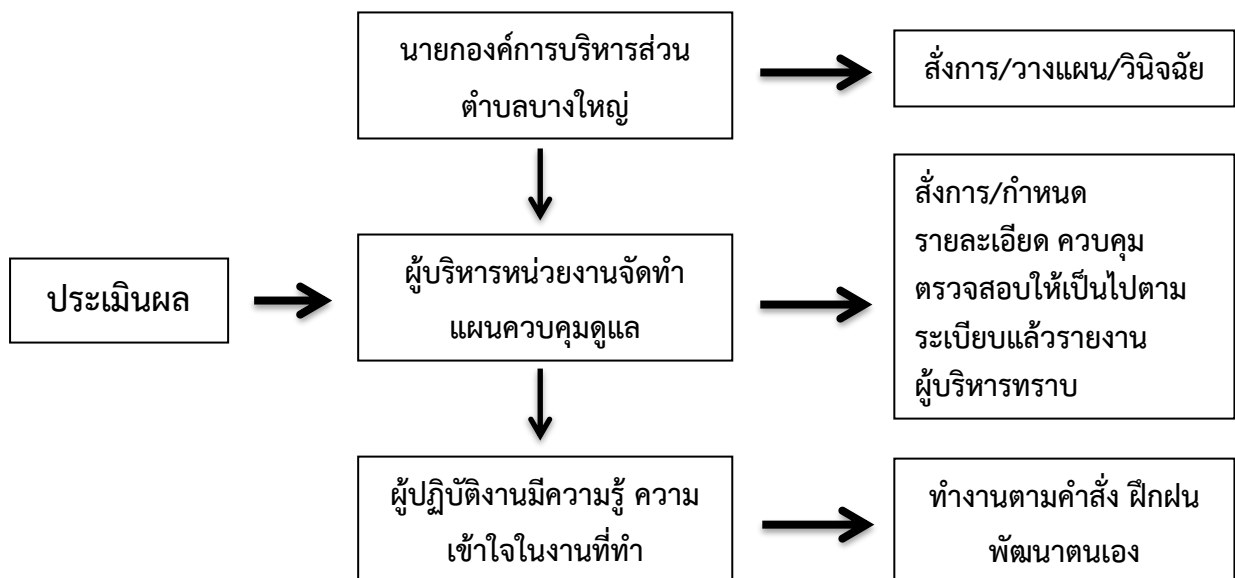 นายกองค์การบริหารส่วน
ตำบลบางใหญ่
สั่งการ/วางแผน/วินิจฉัย
ประเมินผล
ผู้บริหารหน่วยงานจัดทำ
แผนควบคุมดูแล
สั่งการ/กำหนด
รายละเอียด ควบคุม
ตรวจสอบให้เป็นไปตาม
ระเบียบแล้วรายงาน
ผู้บริหารทราบ
ผู้ปฏิบัติงานมีความรู้ ความ
เข้าใจในงานที่ทำ
ทำงานตามคำสั่ง ฝึกฝน
พัฒนาตนเอง